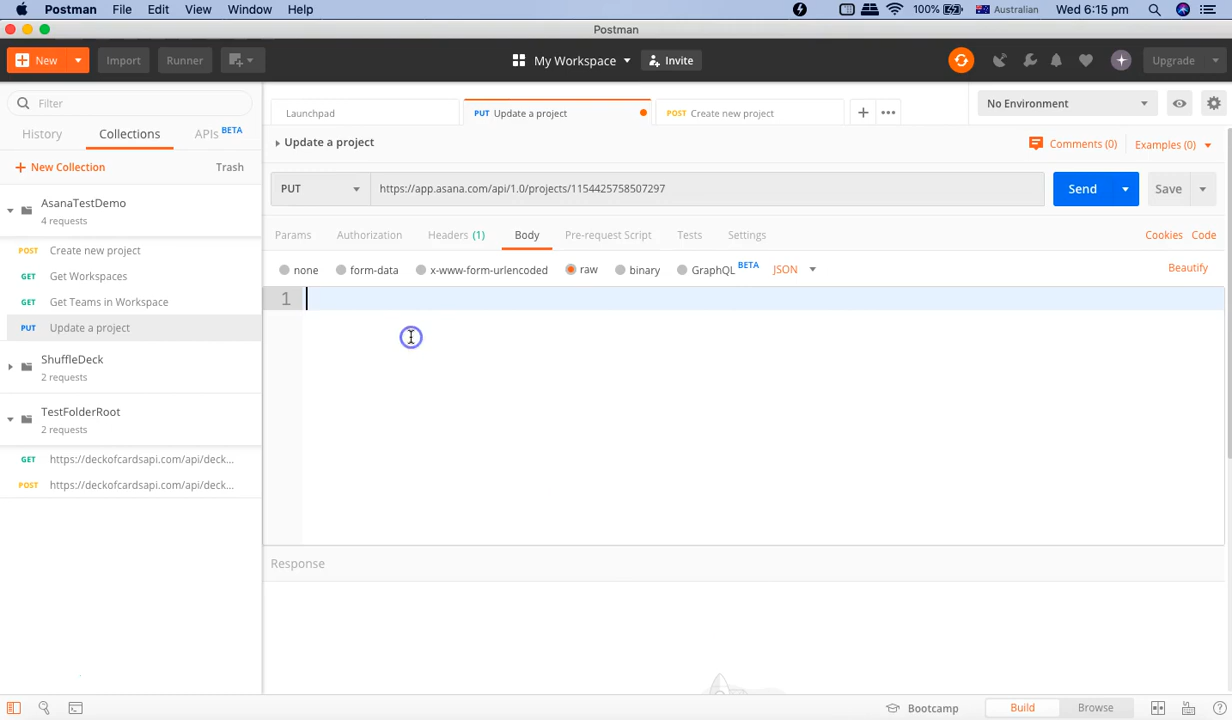 Postman File Edit View Window Help 100% Australian Wed 6:15 pm
Postman
New Import Runner My Workspace Invite Upgrade
Filter
History Collections APIs BETA
New Collection Trash
AsanaTestDemo
4 requests
POST Create new project
GET Get Workspaces
GET Get Teams in Workspace
PUT Update a project
ShuffleDeck
2 requests
TestFolderRoot
2 requests
GET https://deckofcardsapi.com/api/deck...
POST https://deckofcardsapi.com/api/deck...
Launchpad PUT Update a project POST Create new project No Environment
Update a project Comments (0) Examples (0)
PUT https://app.asana.com/api/1.0/projects/1154425758507297 Send Save
Params Authorization Headers (1) Body Pre-request Script Tests Settings Cookies Code
none form-data x-www-form-urlencoded raw binary GraphQL BETA JSON Beautify
1
Response
Bootcamp Build Browse